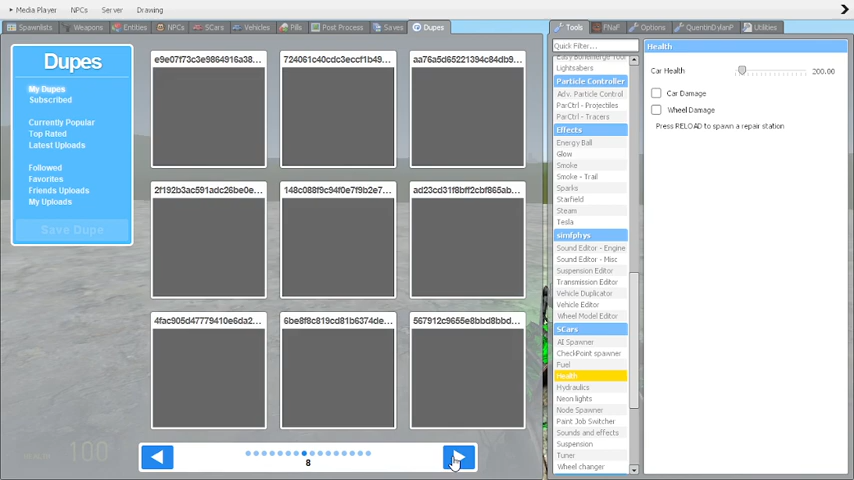 Media Player NPCs Server Drawing
Spawnlists Weapons Entities NPCs SCars Vehicles Pills Post Process Saves Dupes
Tools FNaF Options QuentinDylanP Utilities
Dupes
My Dupes
Subscribed
Currently Popular
Top Rated
Latest Uploads
Followed
Favorites
Friends Uploads
My Uploads
Save Dupe
e9e07f73c3e9864916a38... 724061c40cdc3eccf1b49... aa76a5d65221394c84db9...
2f192b3ac591adc26be0e... 148c088f9c94f0e7f9b2e7... ad23cd31f8bff2cbf865ab...
4fac905d47779410e6da2... 6be8f8c819cd81b6374de... 567912c9655e8bbd8bbd...
8
100
Quick Filter...
Easy Bonemerge Tool
Lightsabers
Particle Controller
Adv. Particle Control
ParCtrl - Projectiles
ParCtrl - Tracers
Effects
Energy Ball
Glow
Smoke
Smoke - Trail
Sparks
Starfield
Steam
Tesla
simfphys
Sound Editor - Engine
Sound Editor - Misc
Suspension Editor
Transmission Editor
Vehicle Duplicator
Vehicle Editor
Wheel Model Editor
SCars
AI Spawner
CheckPoint spawner
Fuel
Health
Hydraulics
Neon lights
Node Spawner
Paint Job Switcher
Sounds and effects
Suspension
Tuner
Wheel changer
Health
Car Health 200.00
Car Damage
Wheel Damage
Press RELOAD to spawn a repair station